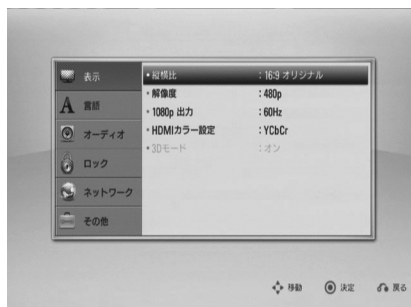 表示
言語
オーディオ
ロック
ネットワーク
その他
• 縦横比 : 16:9 オリジナル
• 解像度 : 480p
• 1080p 出力 : 60Hz
• HDMIカラー設定 : YCbCr
• 3Dモード : オン
移動 決定 戻る